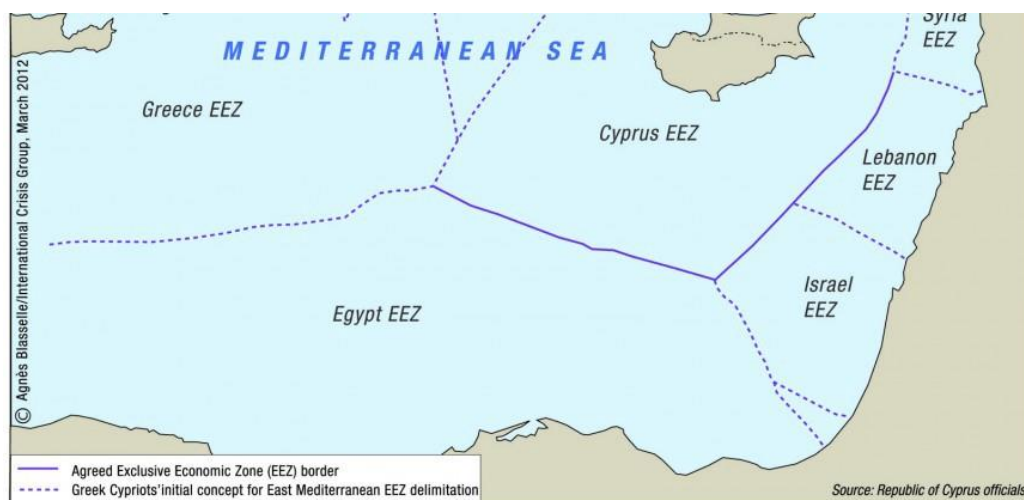 Syria
EEZ
MEDITERRANEAN SEA
Greece EEZ
Cyprus EEZ
Lebanon
EEZ
Israel
EEZ
Egypt EEZ
© Agnès Blasselle/International Crisis Group, March 2012
Agreed Exclusive Economic Zone (EEZ) border
Greek Cypriots'initial concept for East Mediterranean EEZ delimitation
Source: Republic of Cyprus officials